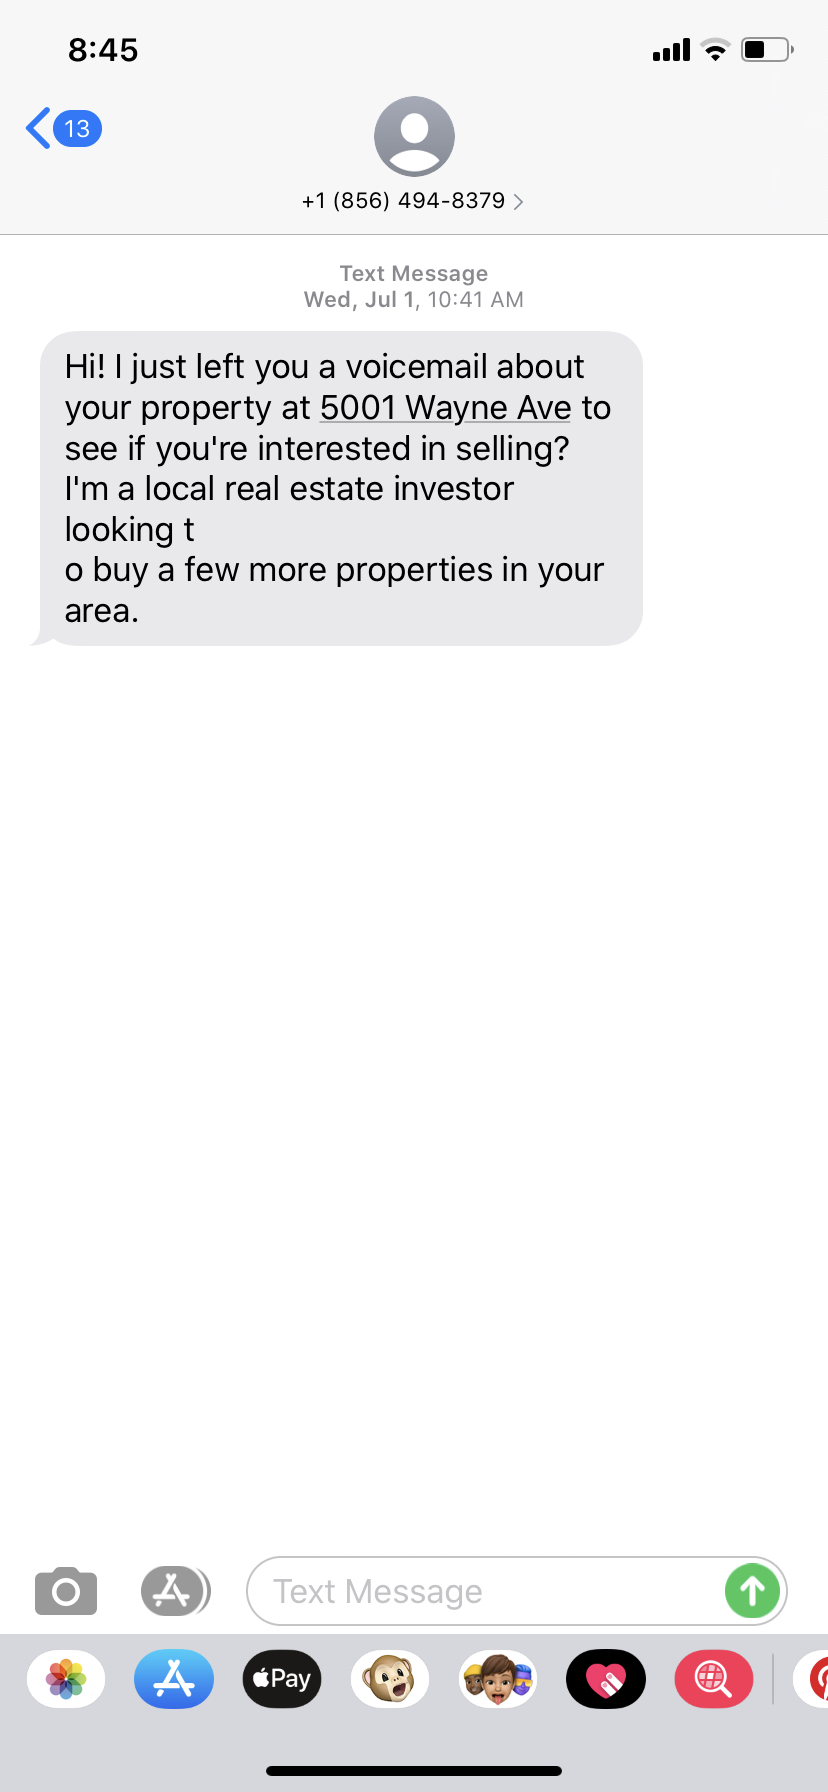 8:45
13
+1 (856) 494-8379
Text Message
Wed, Jul 1, 10:41 AM
Hi! I just left you a voicemail about
your property at 5001 Wayne Ave to
see if you're interested in selling?
I'm a local real estate investor
looking t
o buy a few more properties in your
area.
Text Message
Pay